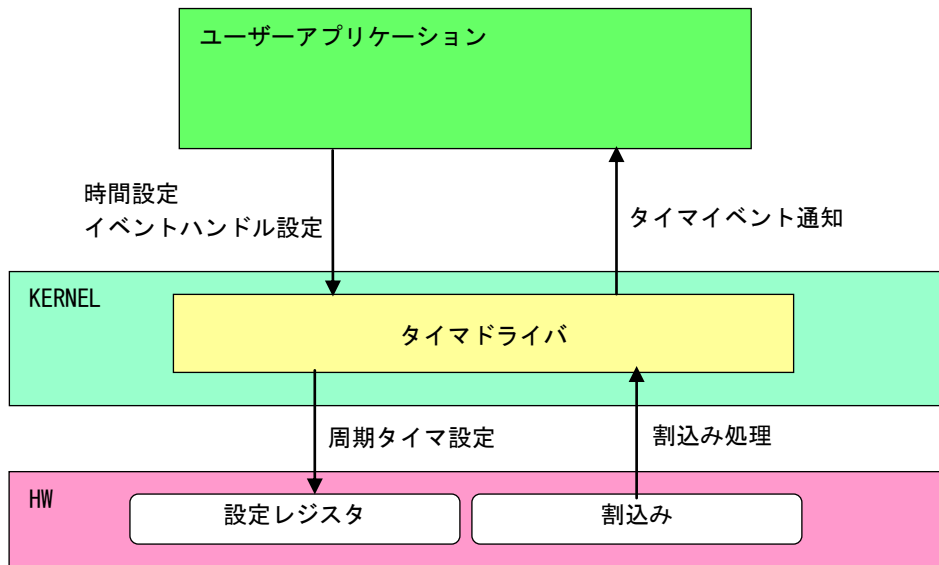 ユーザーアプリケーション
時間設定
イベントハンドル設定
タイマイベント通知
KERNEL
タイマドライバ
周期タイマ設定
割込み処理
HW
設定レジスタ
割込み